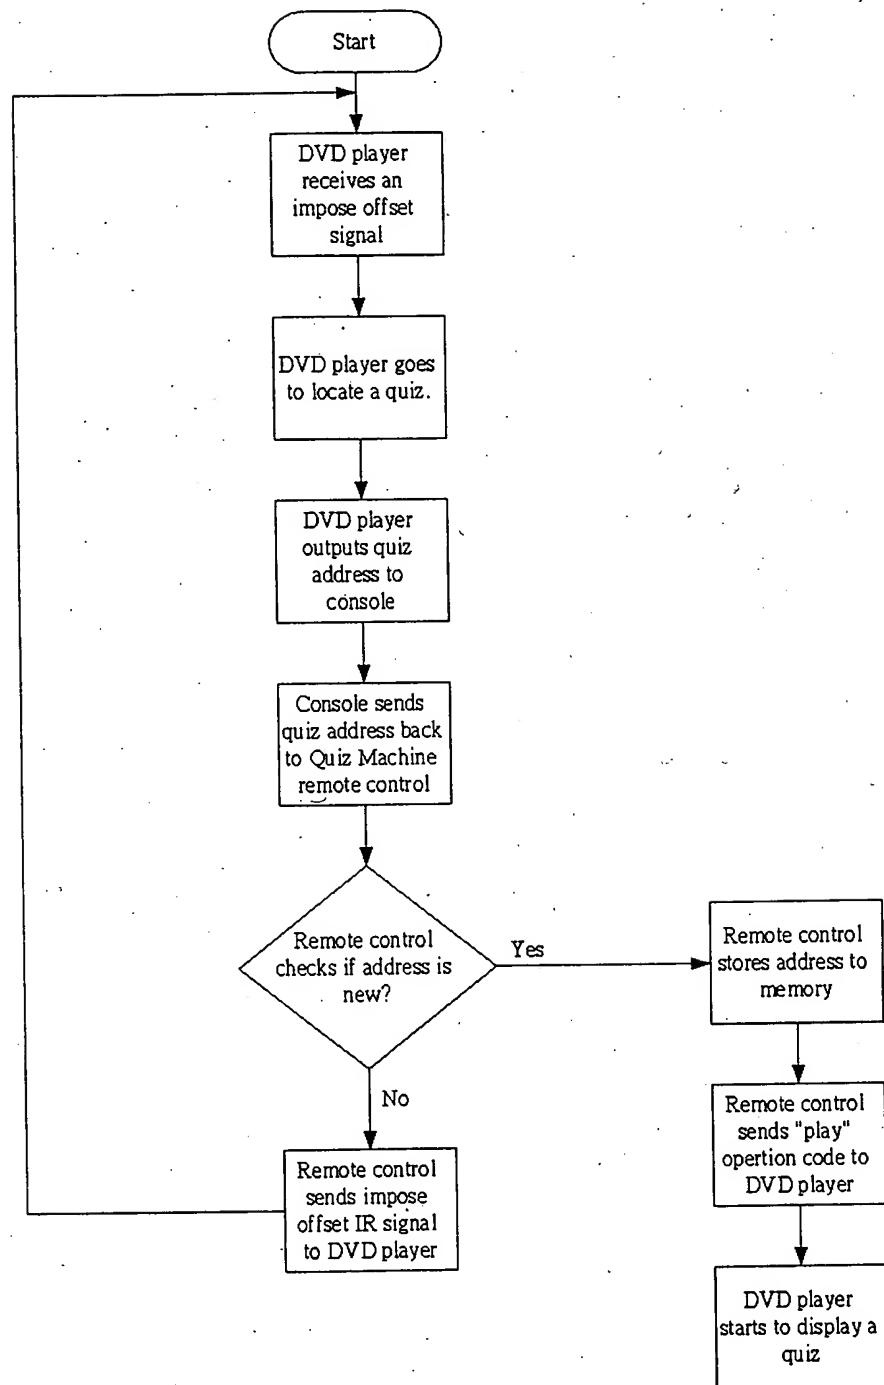 Start
DVD player
receives an
impose offset
signal
DVD player goes
to locate a quiz.
DVD player
outputs quiz
address to
console
Console sends
quiz address back
to Quiz Machine
remote control
Remote control
checks if address is
new?
Yes
No
Remote control
sends impose
offset IR signal
to DVD player
Remote control
stores address to
memory
Remote control
sends "play"
opertion code to
DVD player
DVD player
starts to display a
quiz